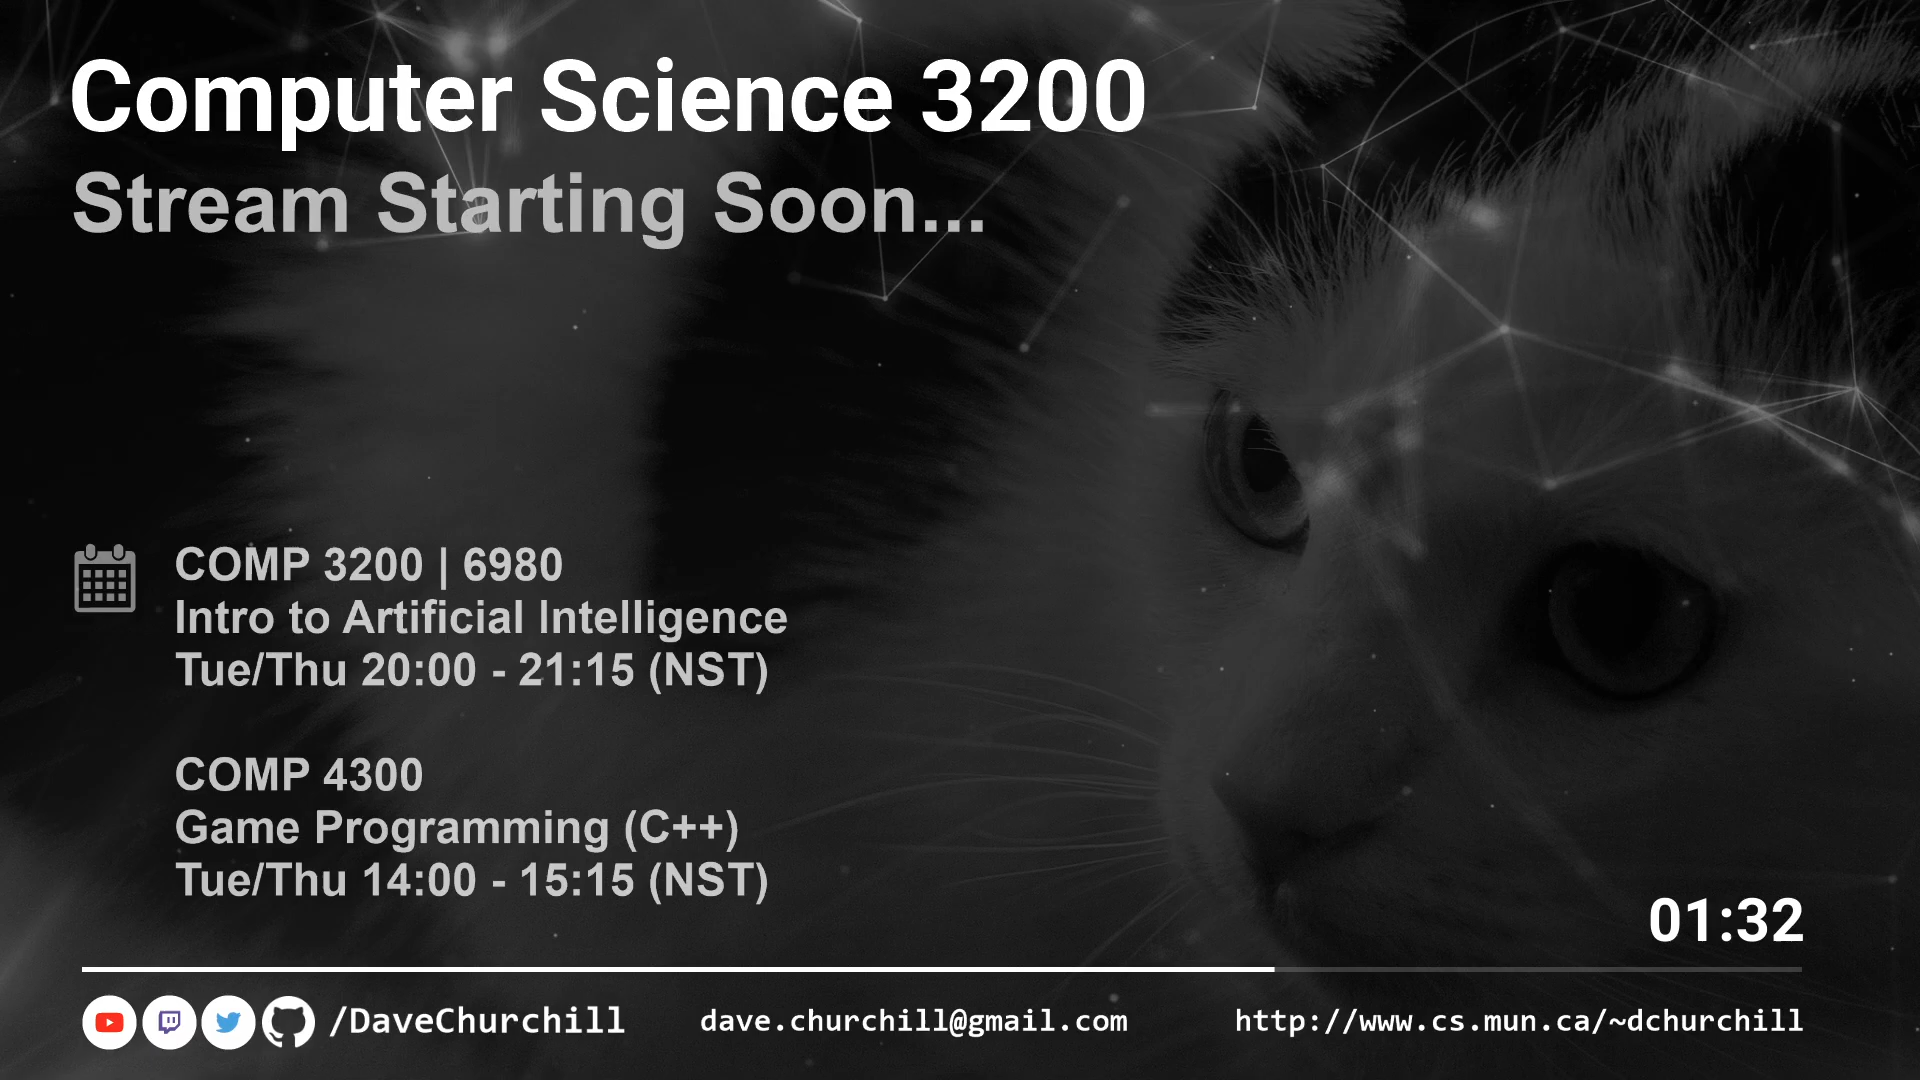 Computer Science 3200
Stream Starting Soon...
COMP 3200 | 6980
Intro to Artificial Intelligence
Tue/Thu 20:00 - 21:15 (NST)
COMP 4300
Game Programming (C++)
Tue/Thu 14:00 - 15:15 (NST)
01:32
/DaveChurchill
dave.churchill@gmail.com
http://www.cs.mun.ca/~dchurchill